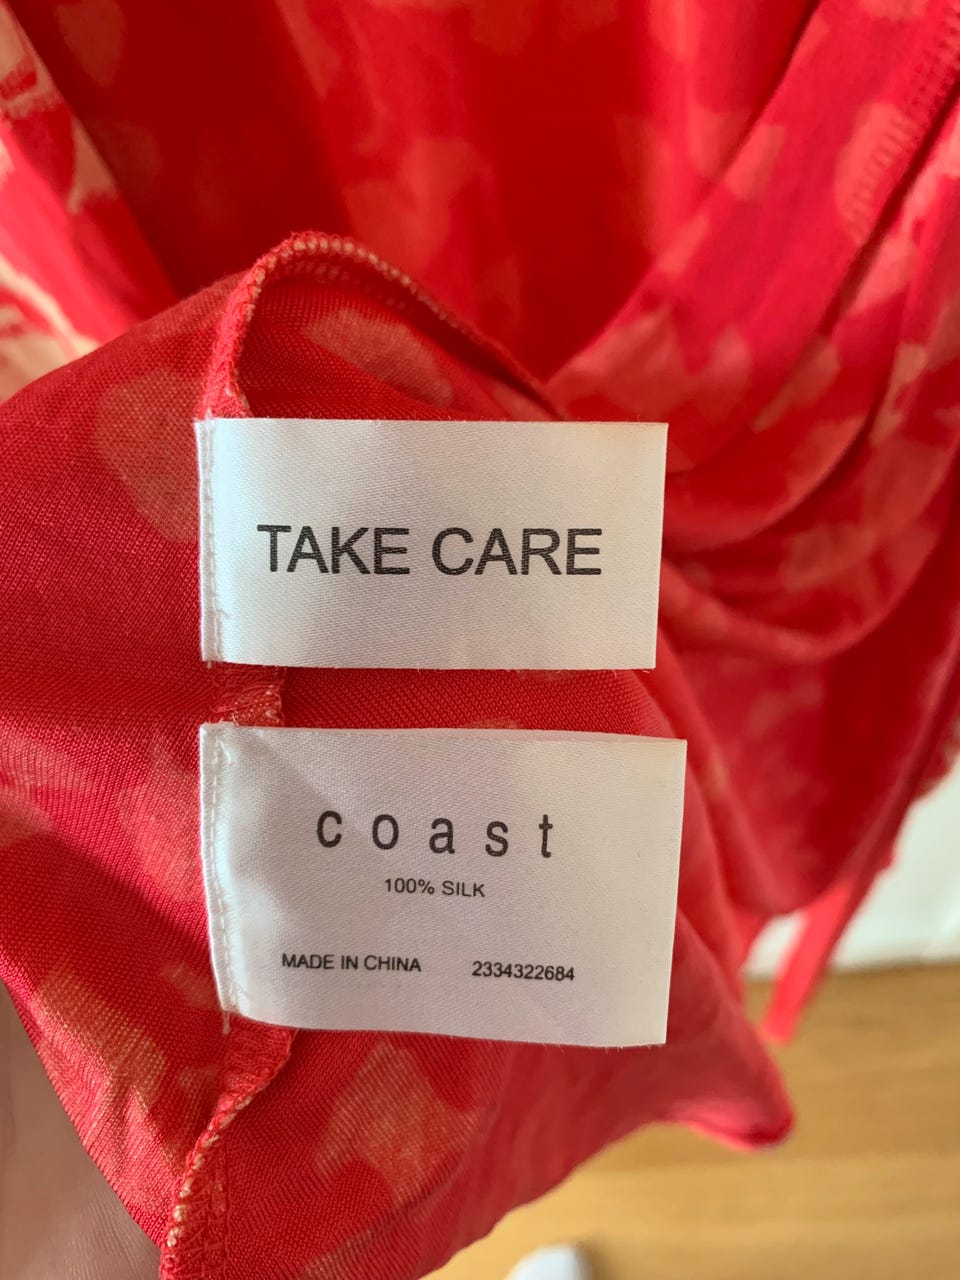 TAKE CARE
coast
100% SILK
MADE IN CHINA 2334322684